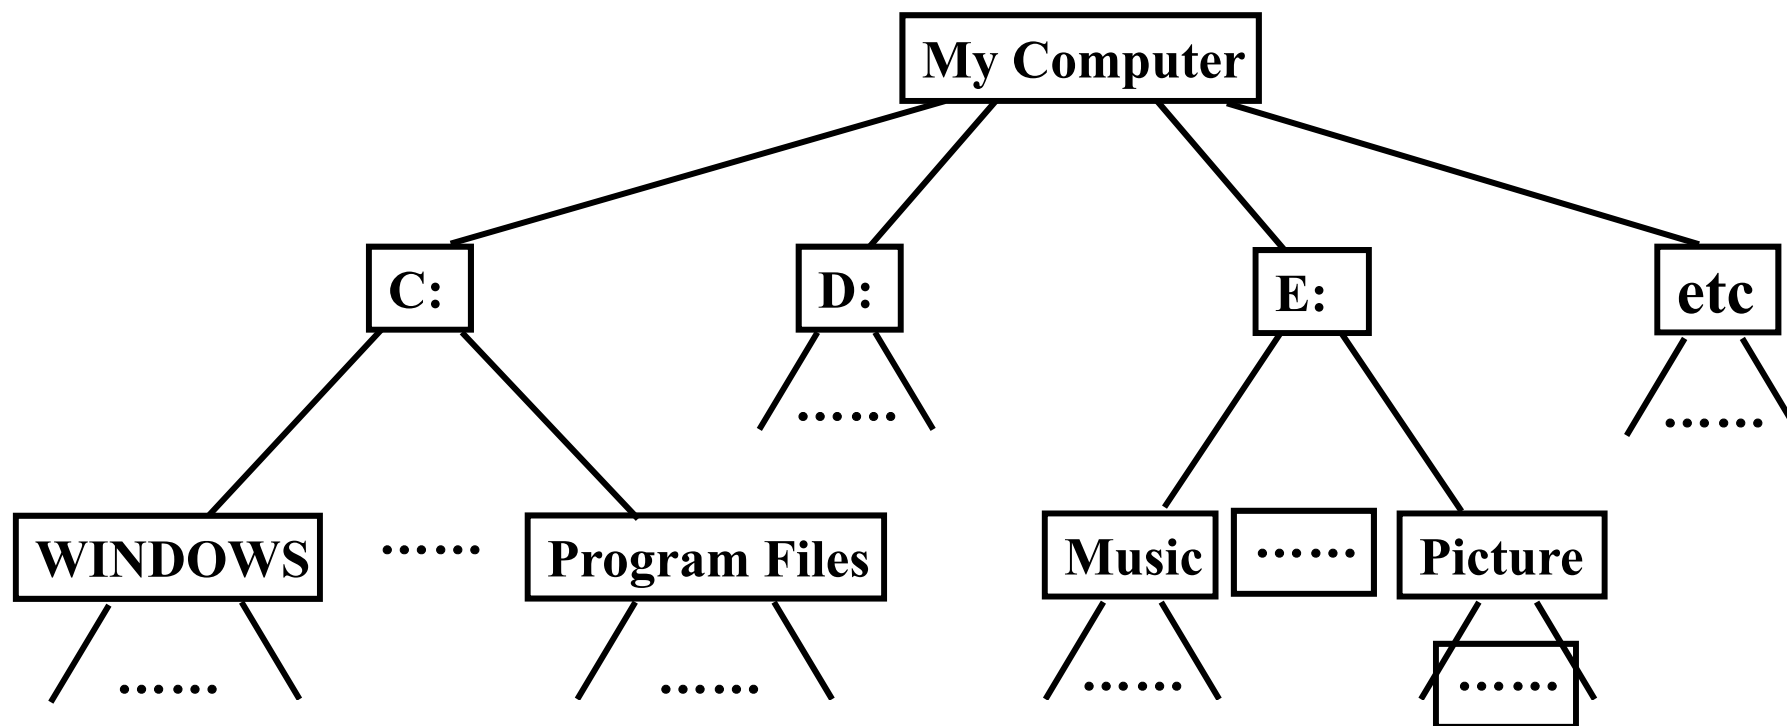 My Computer
C:
D:
E:
etc
……
……
WINDOWS
……
Program Files
Music
……
Picture
……
……
……
……